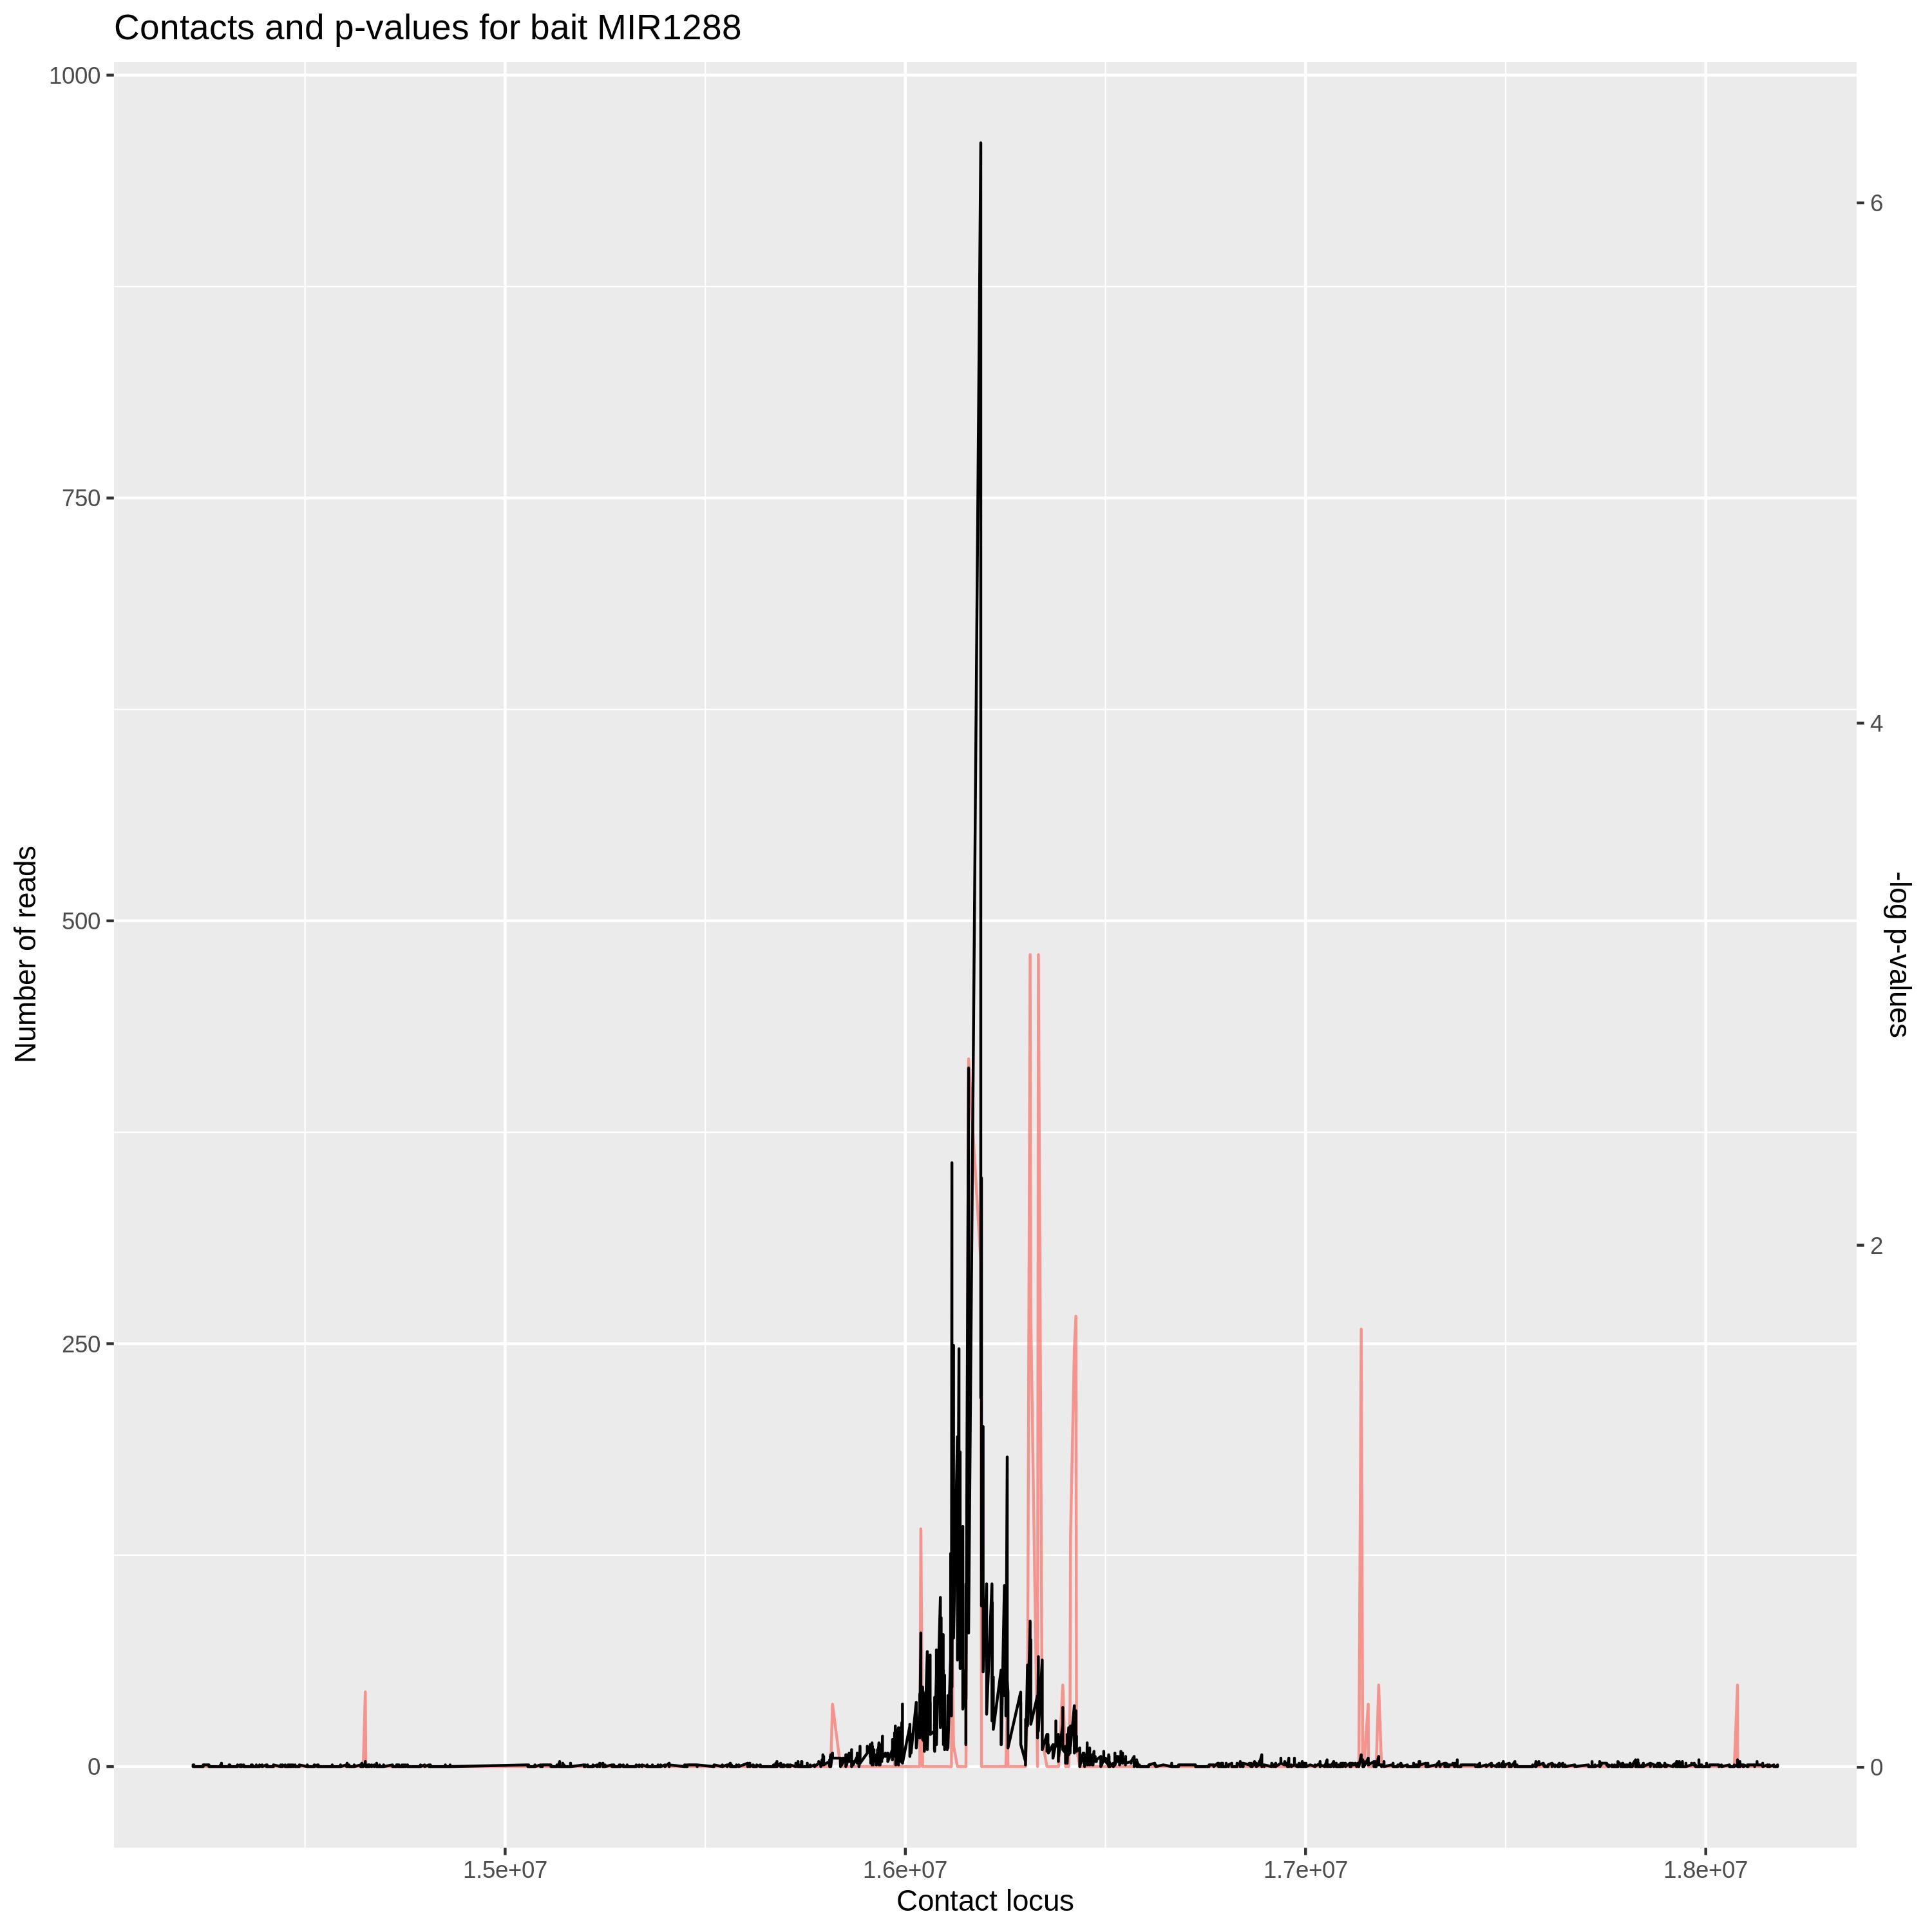 Contacts and p-values for bait MIR1288
1000
750
500
250
0
Number of reads
6
4
2
0
-log p-values
1.5e+07
1.6e+07
1.7e+07
1.8e+07
Contact locus